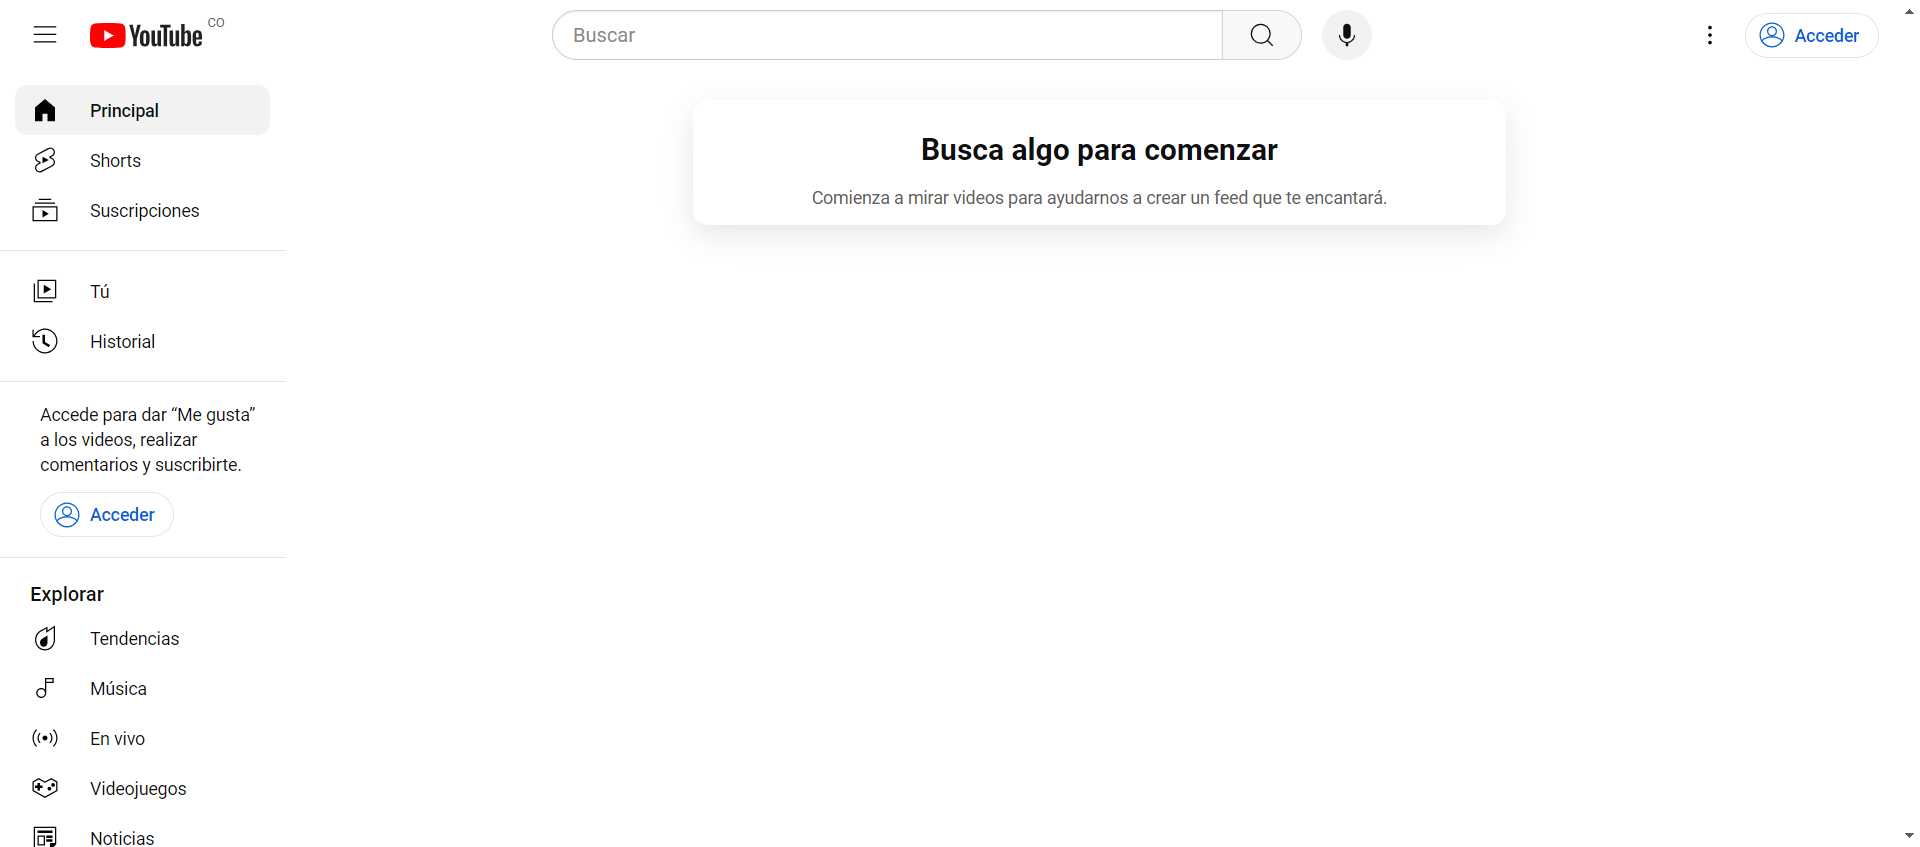 YouTube CO
Buscar
Acceder
Principal
Shorts
Suscripciones
Tú
Historial
Accede para dar “Me gusta”
a los videos, realizar
comentarios y suscribirte.
Acceder
Explorar
Tendencias
Música
En vivo
Videojuegos
Noticias
Busca algo para comenzar
Comienza a mirar videos para ayudarnos a crear un feed que te encantará.